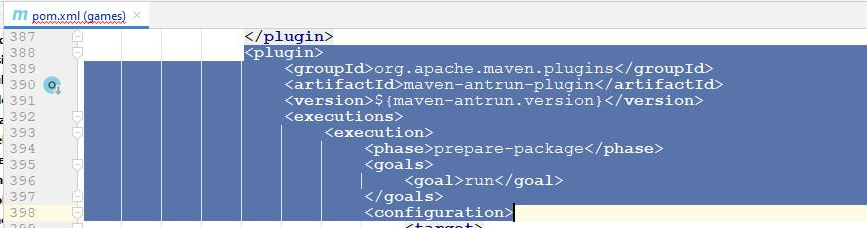 m pom.xml (games)
387 </plugin>
388 <plugin>
389 <groupId>org.apache.maven.plugins</groupId>
390 <artifactId>maven-antrun-plugin</artifactId>
391 <version>${maven-antrun.version}</version>
392 <executions>
393 <execution>
394 <phase>prepare-package</phase>
395 <goals>
396 <goal>run</goal>
397 </goals>
398 <configuration>
399 <target>